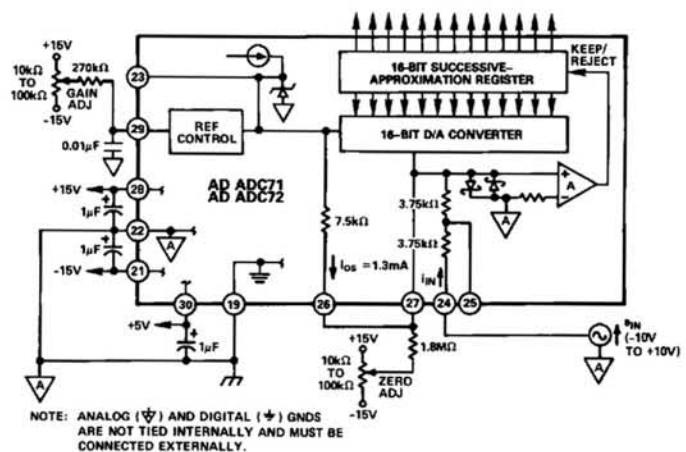 +15V
10kΩ
TO
100kΩ
-15V
270kΩ
GAIN
ADJ
0.01μF
23
29
REF
CONTROL
16-BIT SUCCESSIVE-
APPROXIMATION REGISTER
KEEP/
REJECT
16-BIT D/A CONVERTER
AD ADC71
AD ADC72
+15V
28
1μF
22
A
1μF
-15V
21
7.5kΩ
IOS = 1.3mA
3.75kΩ
3.75kΩ
iIN
+
-
A
A
30
19
26
27
24
25
+5V
1μF
A
+15V
10kΩ
TO
100kΩ
-15V
ZERO
ADJ
1.8MΩ
eIN
(-10V
TO +10V)
A
NOTE: ANALOG (A) AND DIGITAL ( ) GNDS
ARE NOT TIED INTERNALLY AND MUST BE
CONNECTED EXTERNALLY.